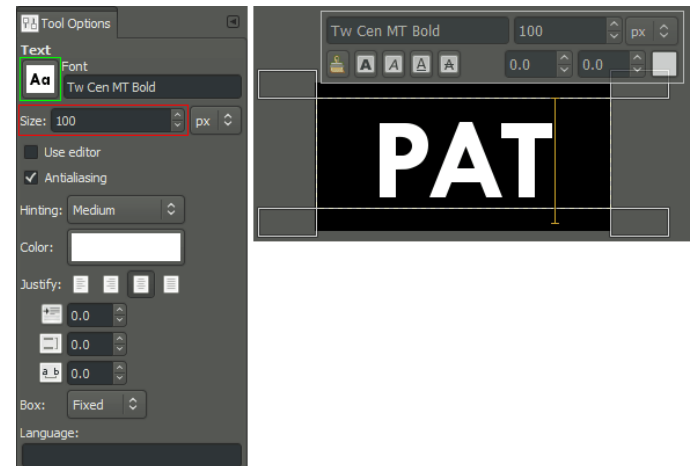 Tool Options
Text
Aa
Font
Tw Cen MT Bold
Size: 100 px
Use editor
Antialiasing
Hinting: Medium
Color:
Justify:
0.0
0.0
a_b 0.0
Box: Fixed
Language:
Tw Cen MT Bold 100 px
A A A A 0.0 0.0
PAT